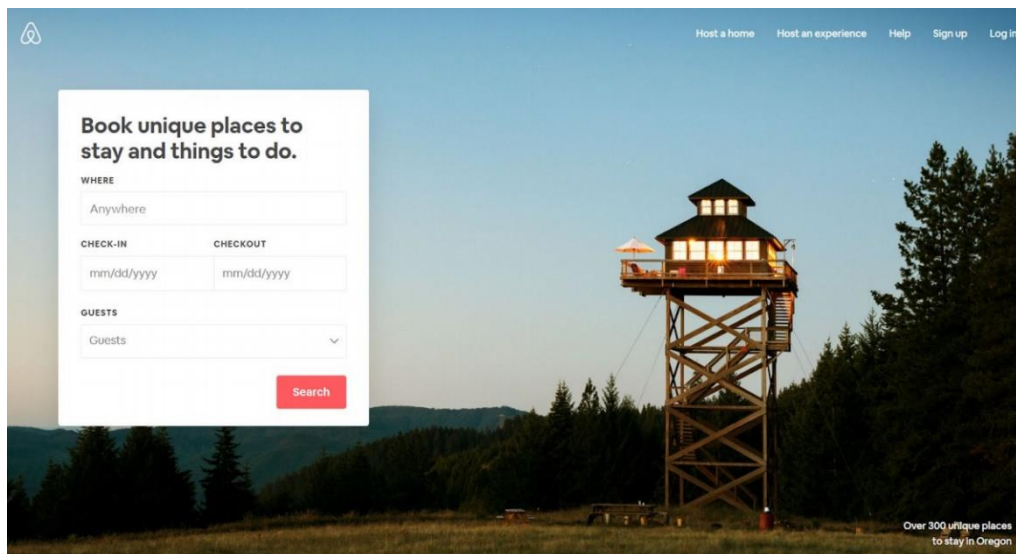 Host a home Host an experience Help Sign up Log in
Book unique places to
stay and things to do.
WHERE
Anywhere
CHECK-IN CHECKOUT
mm/dd/yyyy mm/dd/yyyy
GUESTS
Guests
Search
Over 300 unique places
to stay in Oregon